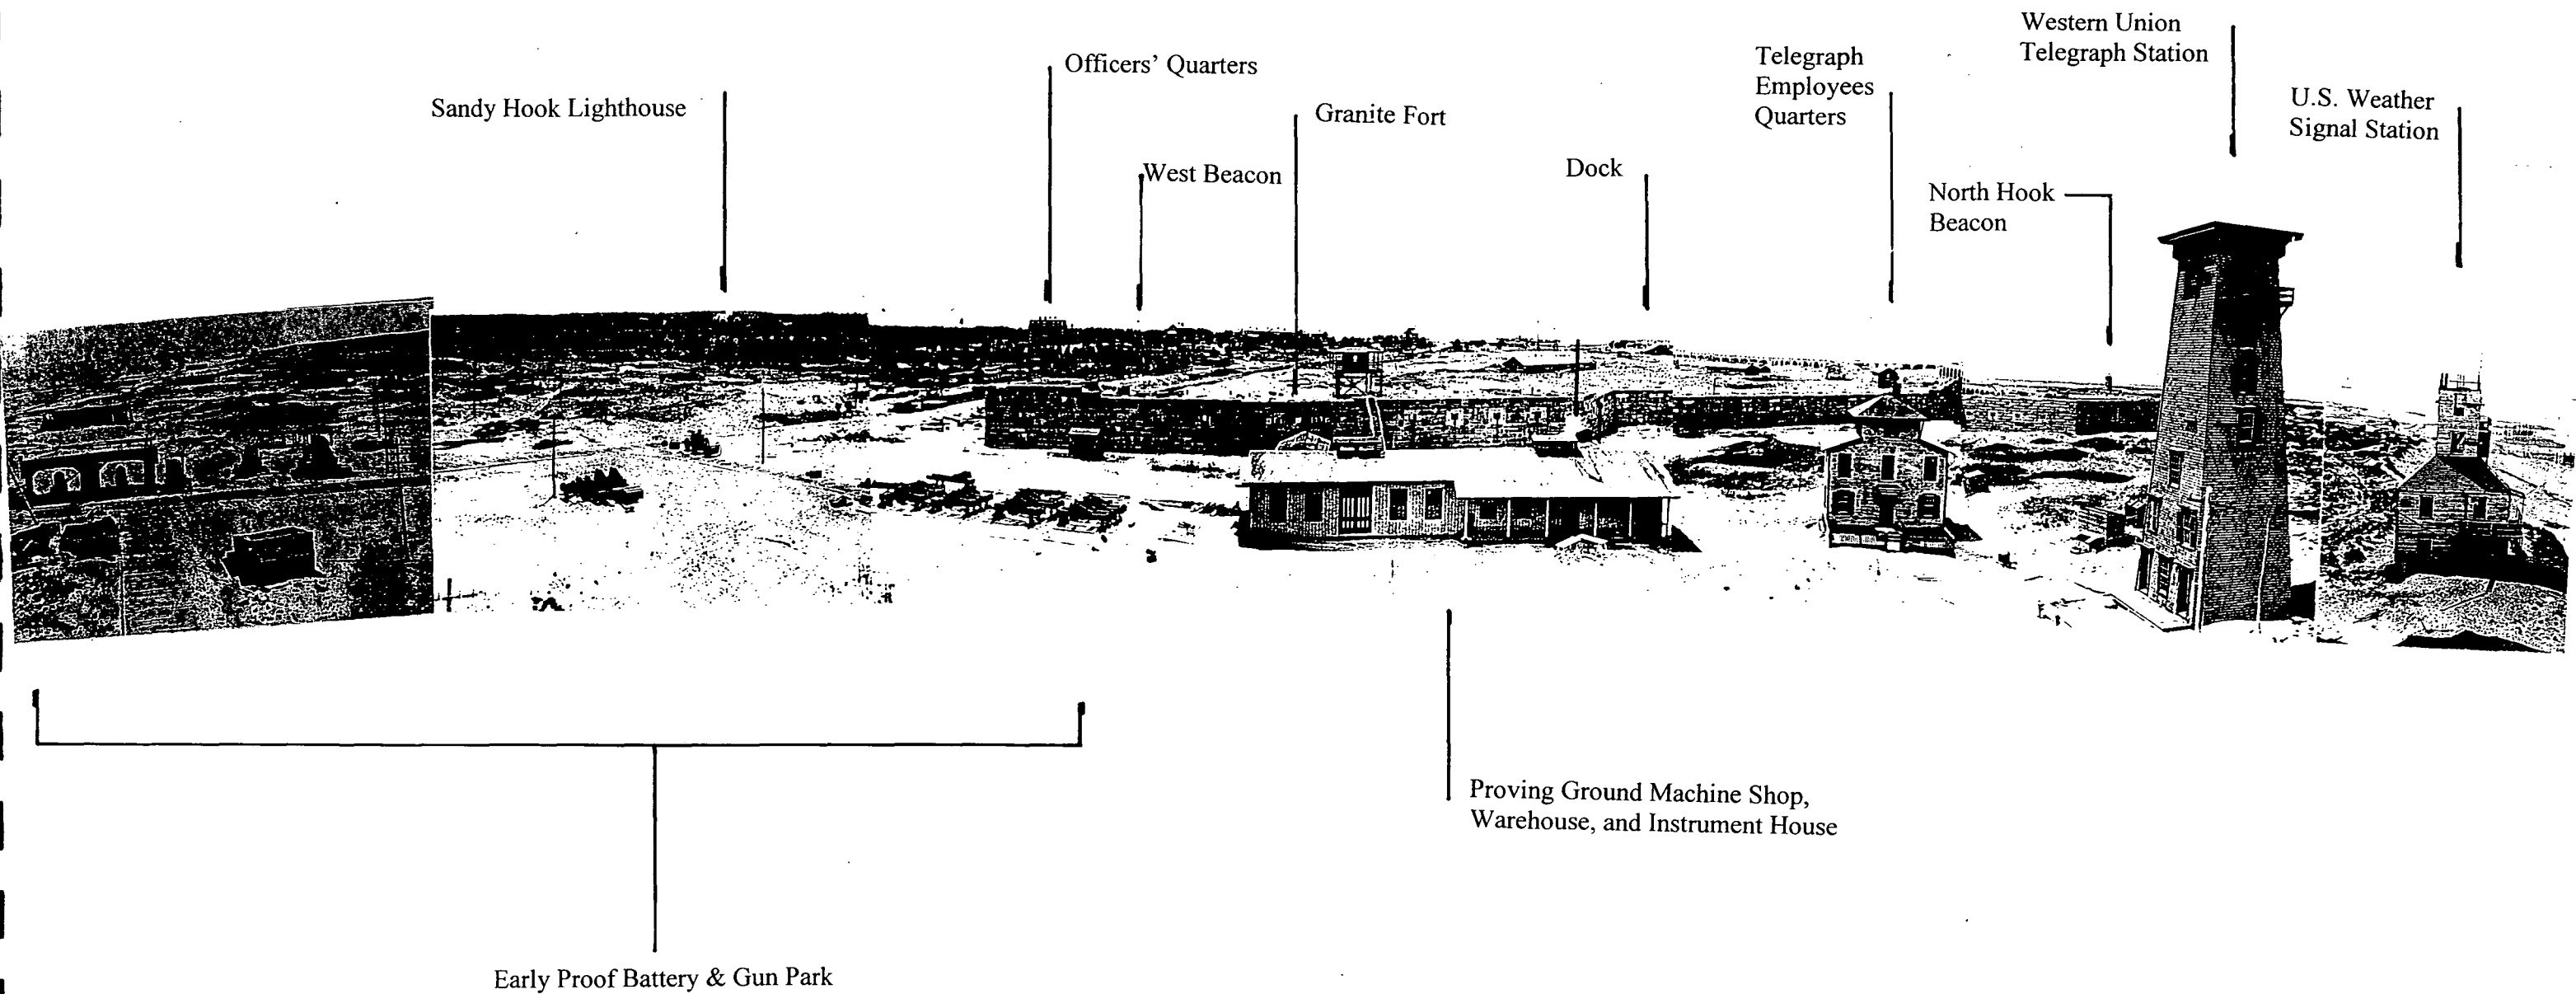 Western Union
Telegraph Station
Officers' Quarters
Telegraph
Employees
Quarters
U.S. Weather
Signal Station
Sandy Hook Lighthouse
Granite Fort
West Beacon
Dock
North Hook
Beacon
Proving Ground Machine Shop,
Warehouse, and Instrument House
Early Proof Battery & Gun Park